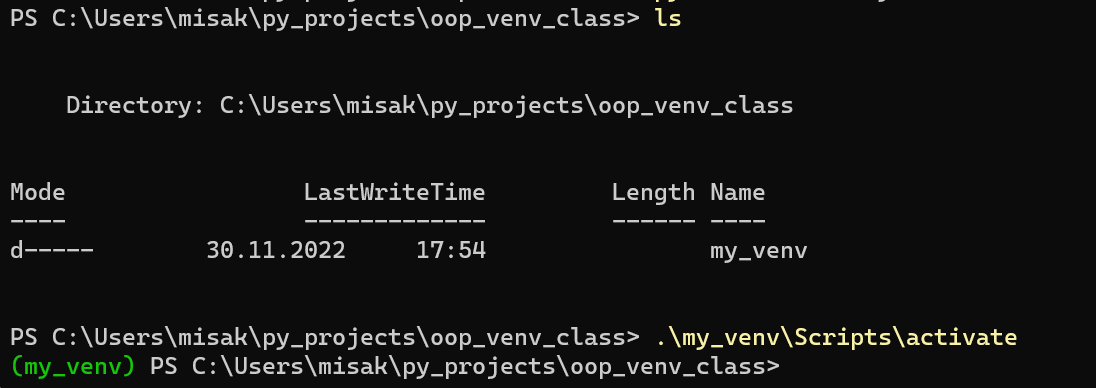 PS C:\Users\misak\py_projects\oop_venv_class> ls
Directory: C:\Users\misak\py_projects\oop_venv_class
Mode                 LastWriteTime         Length Name
----                 -------------         ------ ----
d-----        30.11.2022     17:54                my_venv
PS C:\Users\misak\py_projects\oop_venv_class> .\my_venv\Scripts\activate
(my_venv) PS C:\Users\misak\py_projects\oop_venv_class>